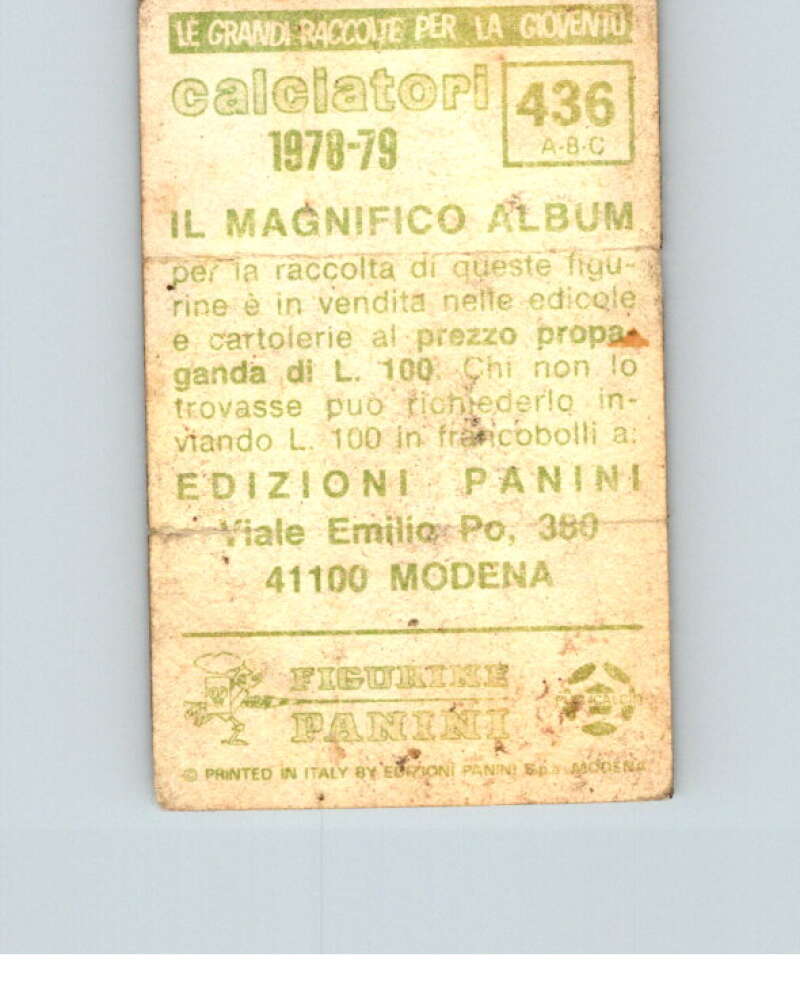 LE GRANDI RACCOLTE PER LA GIOVENTÙ
calciatori
1978-79
436
A-B-C
IL MAGNIFICO ALBUM
per la raccolta di queste figu-
rine è in vendita nelle edicole
e cartolerie al prezzo propa-
ganda di L. 100. Chi non lo
trovasse può richiederlo in-
viando L. 100 in francobolli a:
EDIZIONI PANINI
Viale Emilio Po, 380
41100 MODENA
FIGURINE
PANINI
© PRINTED IN ITALY BY EDIZIONI PANINI S.p.a. MODENA